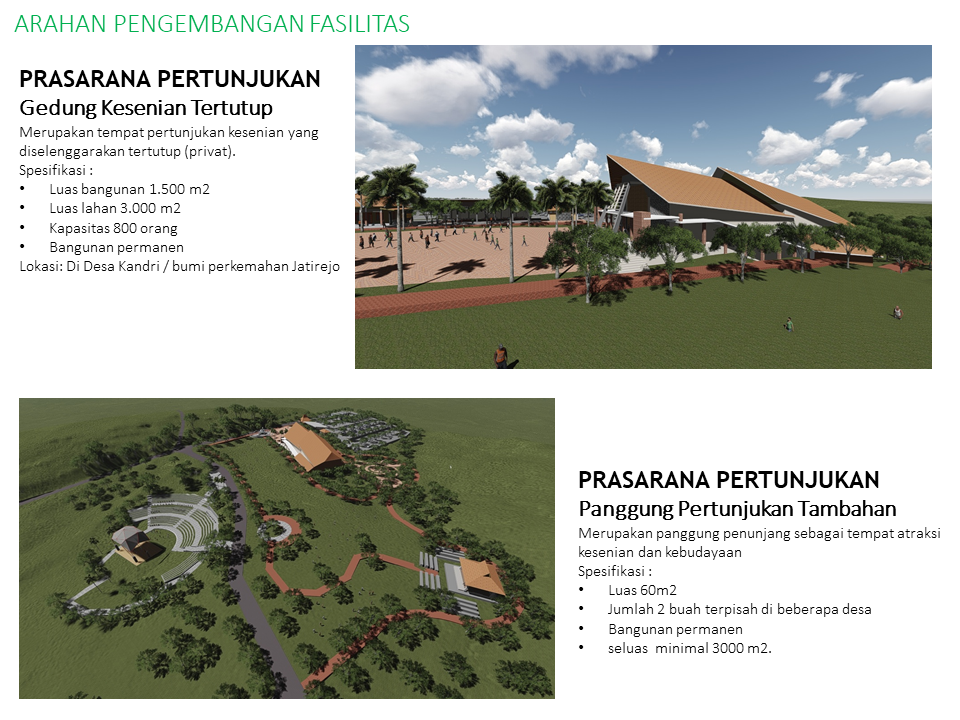 ARAHAN PENGEMBANGAN FASILITAS
PRASARANA PERTUNJUKAN
Gedung Kesenian Tertutup
Merupakan tempat pertunjukan kesenian yang
diselenggarakan tertutup (privat).
Spesifikasi :
• Luas bangunan 1.500 m2
• Luas lahan 3.000 m2
• Kapasitas 800 orang
• Bangunan permanen
Lokasi: Di Desa Kandri / bumi perkemahan Jatirejo
PRASARANA PERTUNJUKAN
Panggung Pertunjukan Tambahan
Merupakan panggung penunjang sebagai tempat atraksi
kesenian dan kebudayaan
Spesifikasi :
• Luas 60m2
• Jumlah 2 buah terpisah di beberapa desa
• Bangunan permanen
• seluas  minimal 3000 m2.